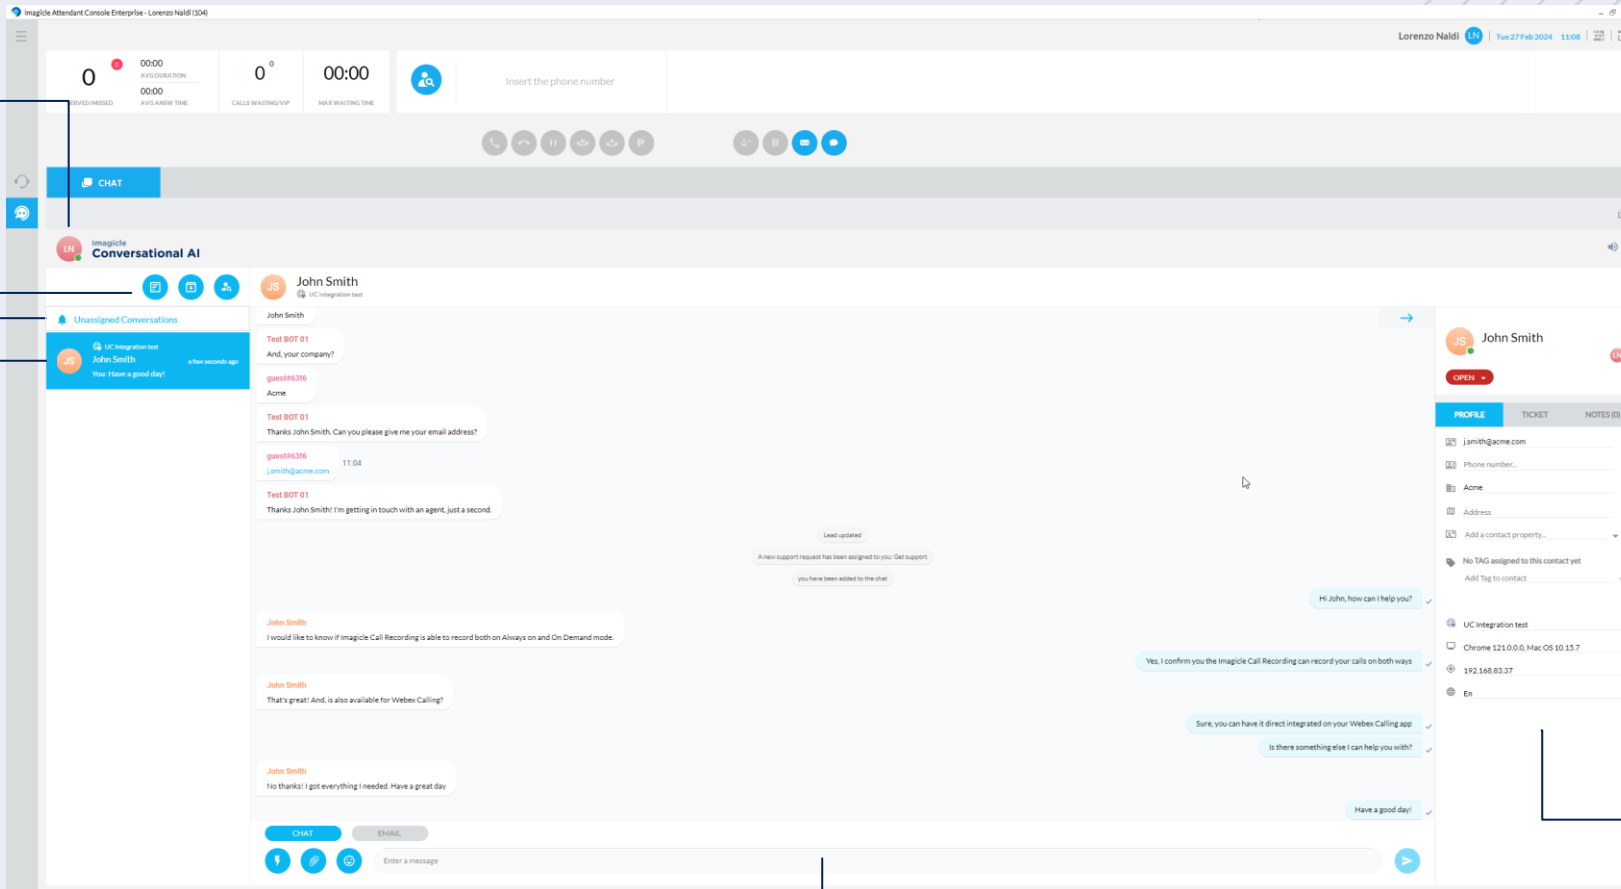 Imagicle Attendant Console Enterprise - Lorenzo Naldi (104)
Lorenzo Naldi LN Tue 27 Feb 2024 11:08
0 0 00:00 0 0 00:00 Insert the phone number
AVG DURATION
00:00
ERVED/MISSED AVG ANSW TIME CALLS WAITING/VIP MAX WAITING TIME
P
CHAT
LN Imagicle
Conversational AI
JS John Smith
UC Integration test
Unassigned Conversations
UC Integration test
JS John Smith a few seconds ago
You: Have a good day!
John Smith
Test BOT 01
And, your company?
guest#63f6
Acme
Test BOT 01
Thanks John Smith. Can you please give me your email address?
guest#63f6
j.smith@acme.com 11:04
Test BOT 01
Thanks John Smith! I'm getting in touch with an agent, just a second.
Lead updated
A new support request has been assigned to you: Get support
you have been added to the chat
Hi John, how can I help you?
John Smith
I would like to know if Imagicle Call Recording is able to record both on Always on and On Demand mode.
Yes, I confirm you the Imagicle Call Recording can record your calls on both ways
John Smith
That's great! And, is also available for Webex Calling?
Sure, you can have it direct integrated on your Webex Calling app
Is there something else I can help you with?
John Smith
No thanks! I got everything I needed. Have a great day
Have a good day!
CHAT EMAIL
Enter a message
JS John Smith
LN
OPEN
PROFILE TICKET NOTES (0)
j.smith@acme.com
Phone number...
Acme
Address
Add a contact property...
No TAG assigned to this contact yet
Add Tag to contact
UC Integration test
Chrome 121.0.0.0, Mac OS 10.15.7
192.168.83.37
En